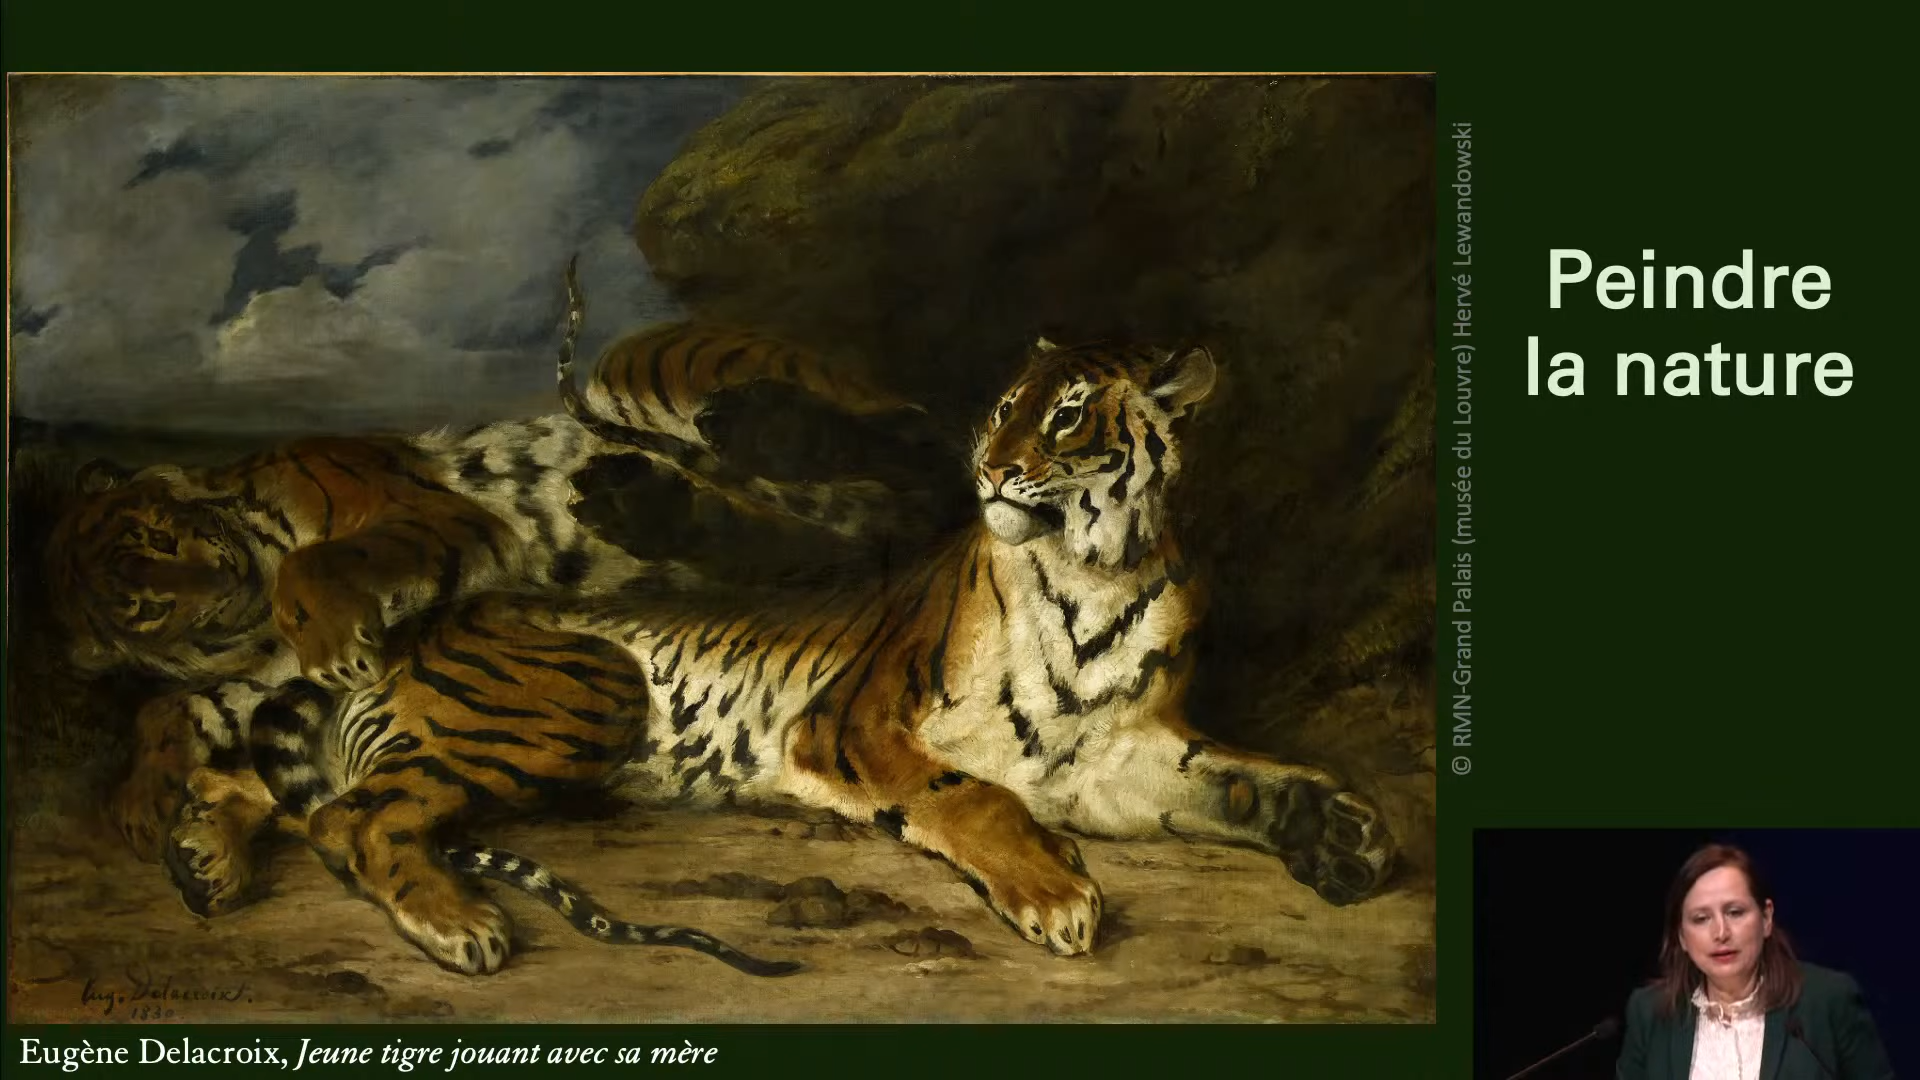 Peindre
la nature
© RMN-Grand Palais (musée du Louvre) Hervé Lewandowski
Eug. Delacroix f.
1830
Eugène Delacroix, Jeune tigre jouant avec sa mère